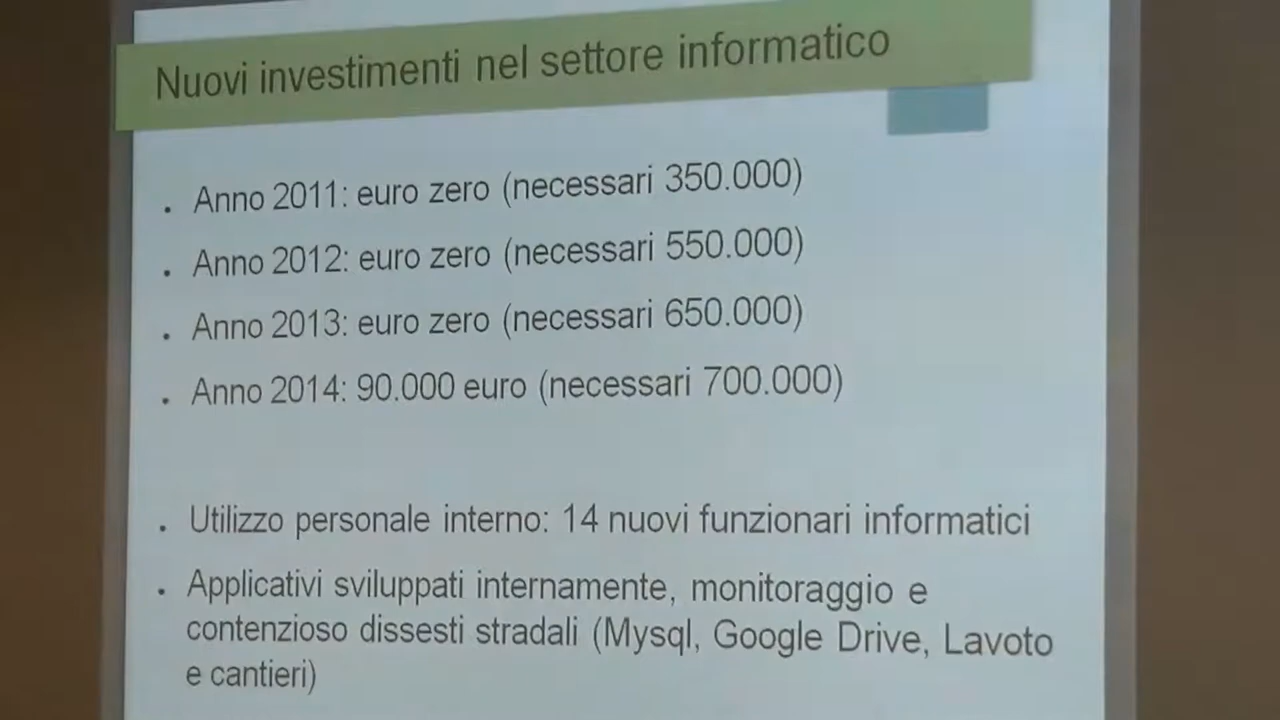 Nuovi investimenti nel settore informatico
. Anno 2011: euro zero (necessari 350.000)
. Anno 2012: euro zero (necessari 550.000)
. Anno 2013: euro zero (necessari 650.000)
. Anno 2014: 90.000 euro (necessari 700.000)
. Utilizzo personale interno: 14 nuovi funzionari informatici
. Applicativi sviluppati internamente, monitoraggio e
contenzioso dissesti stradali (Mysql, Google Drive, Lavoto
e cantieri)